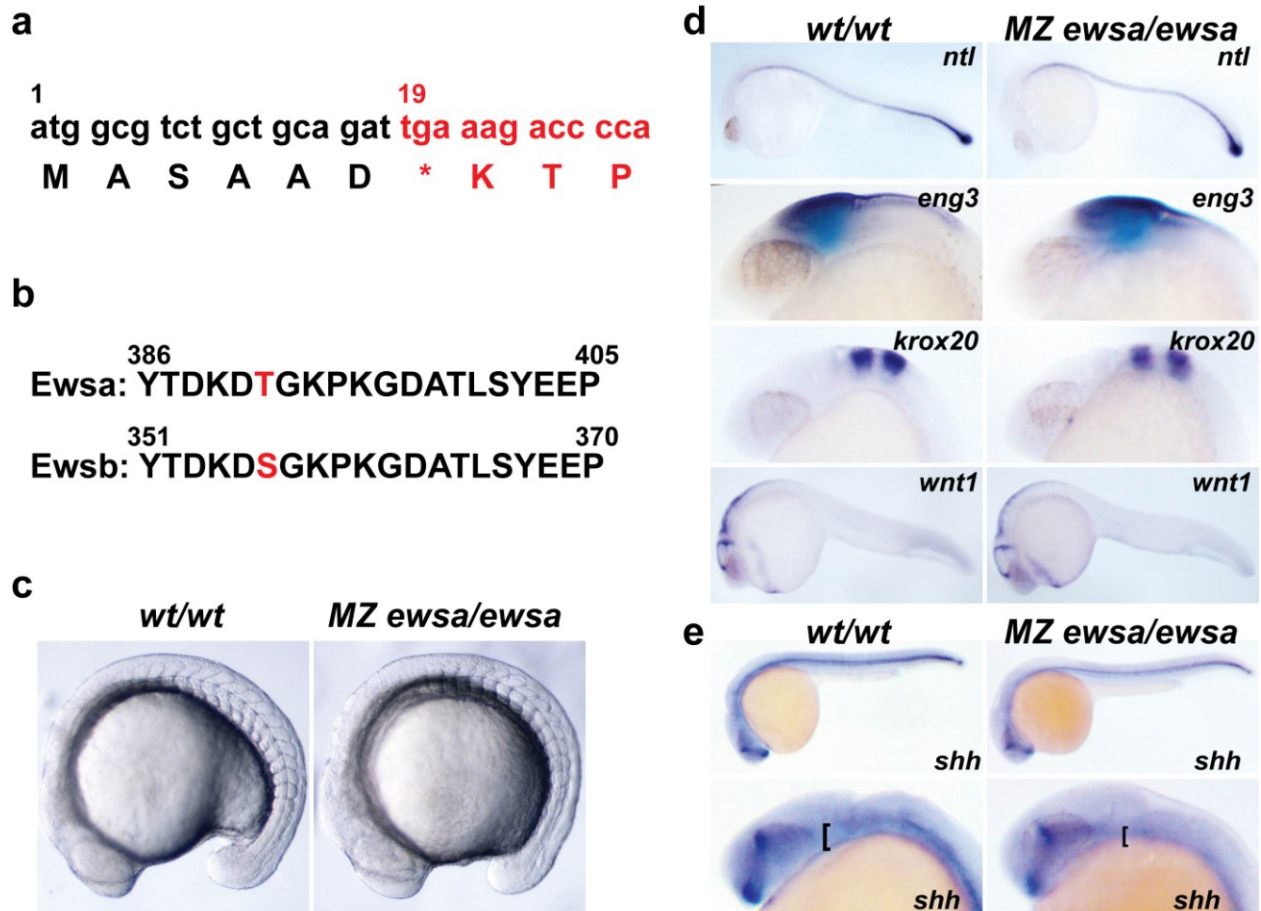 a
1 19
atg gcg tct gct gca gat tga aag acc cca
M A S A A D * K T P
b
386 405
Ewsa: YTDKDTGKPKGDATLSYEEP
351 370
Ewsb: YTDKDSGKPKGDATLSYEEP
c
wt/wt MZ ewsa/ewsa
d
wt/wt MZ ewsa/ewsa
ntl ntl
eng3 eng3
krox20 krox20
wnt1 wnt1
e
wt/wt MZ ewsa/ewsa
shh shh
[ [
shh shh